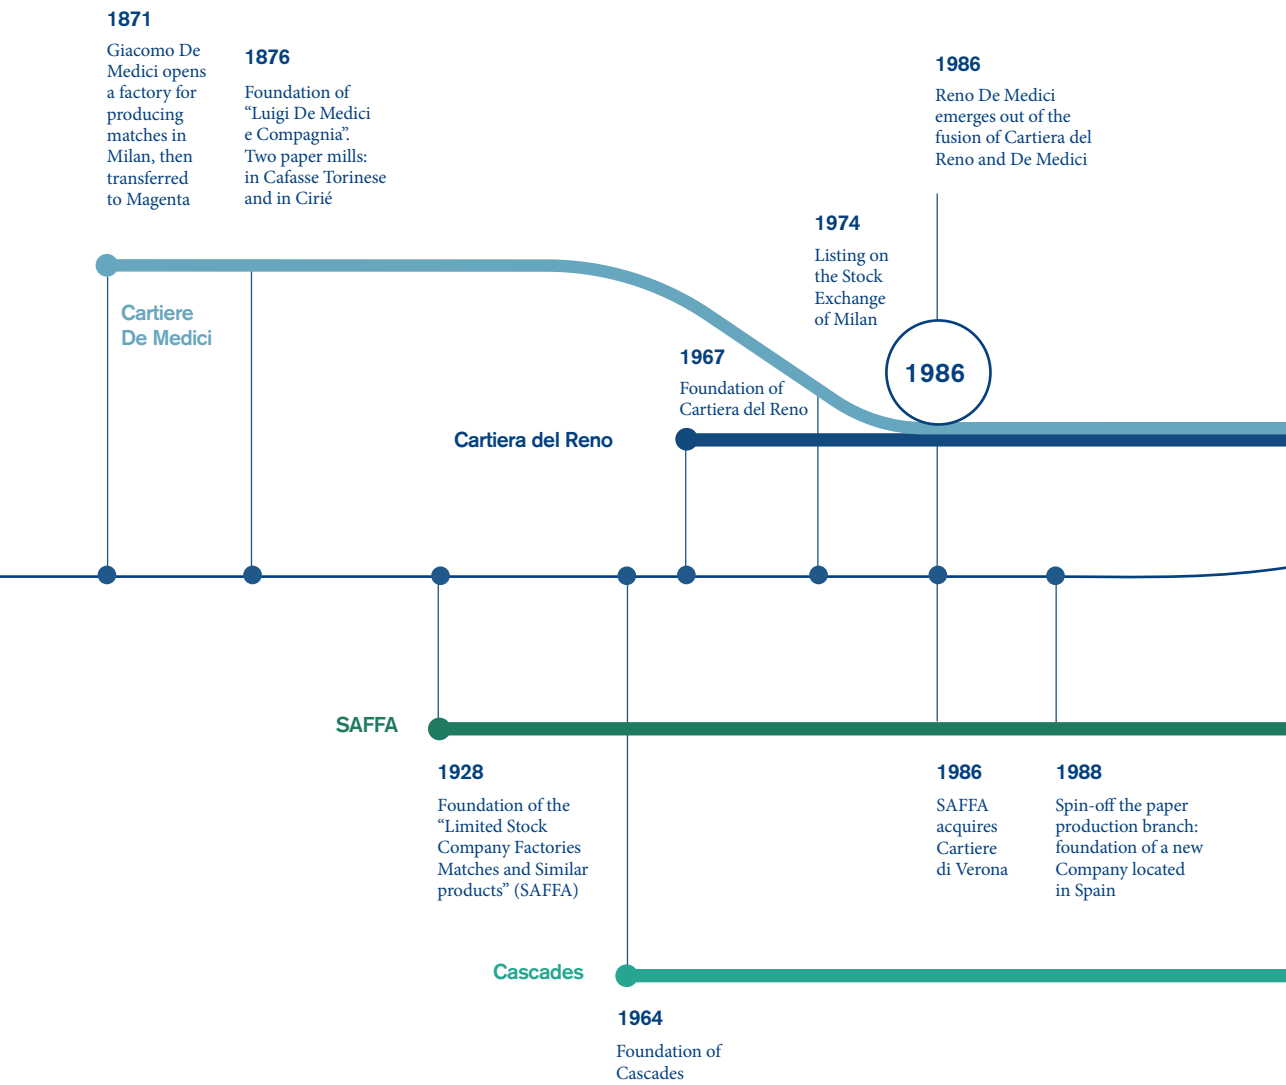 1871
Giacomo De
Medici opens
a factory for
producing
matches in
Milan, then
transferred
to Magenta
1876
Foundation of
“Luigi De Medici
e Compagnia”.
Two paper mills:
in Cafasse Torinese
and in Cirié
1986
Reno De Medici
emerges out of the
fusion of Cartiera del
Reno and De Medici
1974
Listing on
the Stock
Exchange
of Milan
Cartiere
De Medici
1967
Foundation of
Cartiera del Reno
1986
Cartiera del Reno
SAFFA
1928
Foundation of the
“Limited Stock
Company Factories
Matches and Similar
products” (SAFFA)
1986
SAFFA
acquires
Cartiere
di Verona
1988
Spin-off the paper
production branch:
foundation of a new
Company located
in Spain
Cascades
1964
Foundation of
Cascades